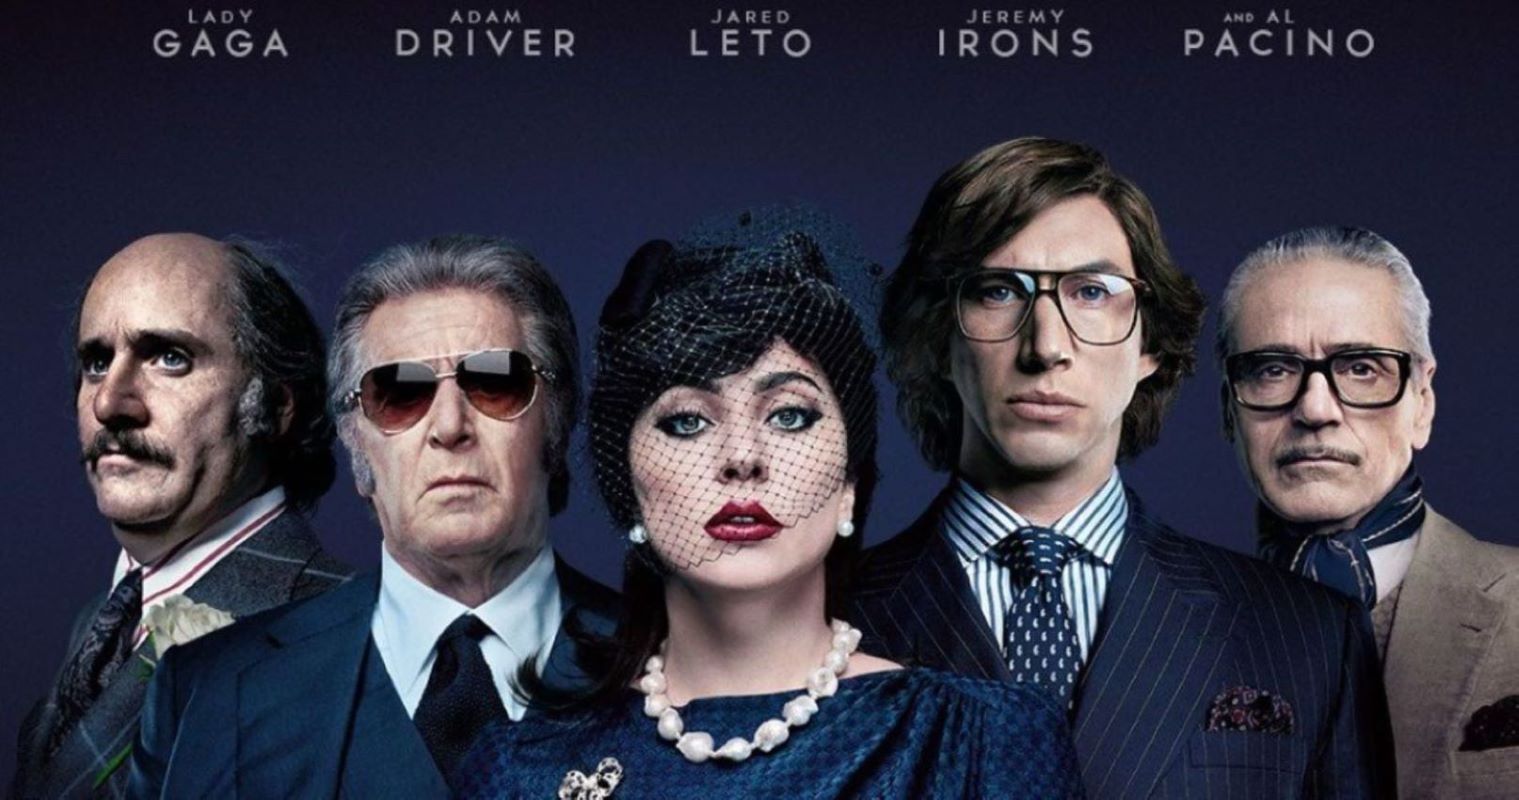 LADY
GAGA
ADAM
DRIVER
JARED
LETO
JEREMY
IRONS
AND AL
PACINO